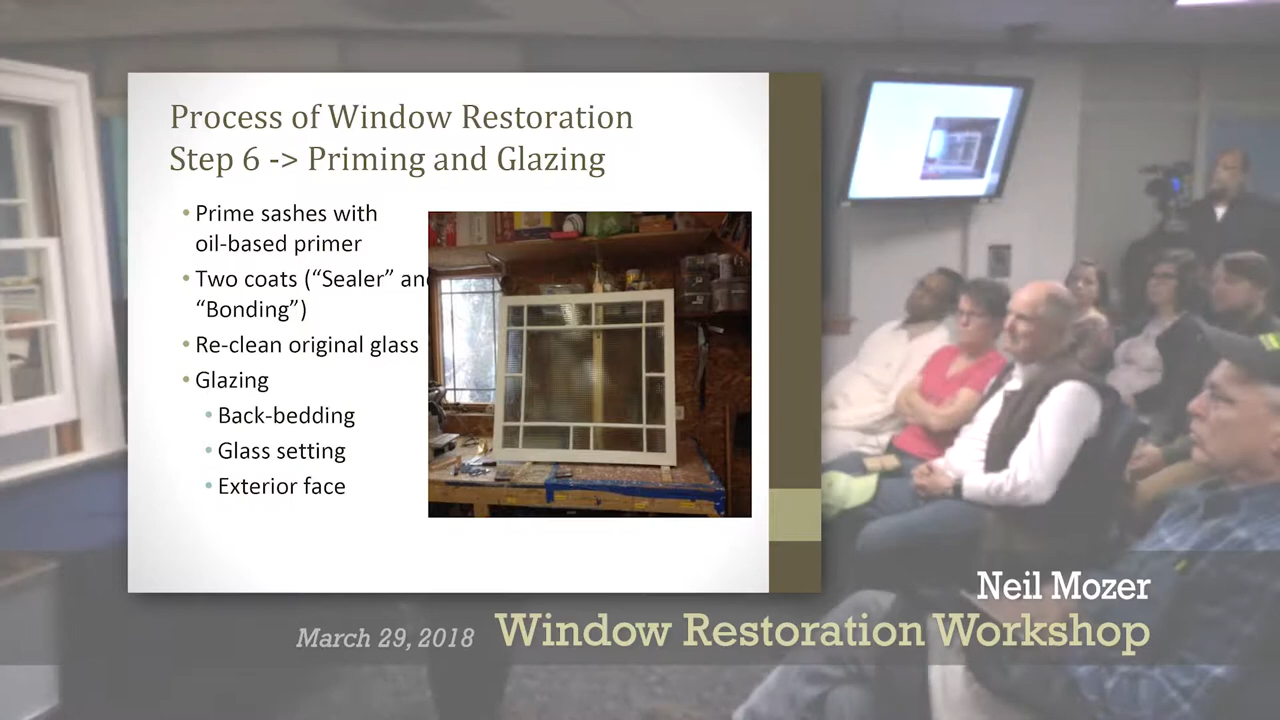 Process of Window Restoration
Step 6 -> Priming and Glazing
• Prime sashes with
oil-based primer
• Two coats (“Sealer” and
“Bonding”)
• Re-clean original glass
• Glazing
• Back-bedding
• Glass setting
• Exterior face
Neil Mozer
March 29, 2018 Window Restoration Workshop